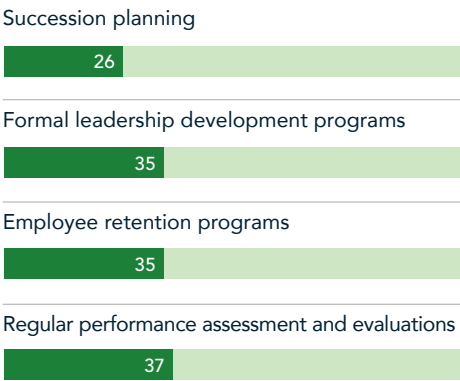 Succession planning
26
Formal leadership development programs
35
Employee retention programs
35
Regular performance assessment and evaluations
37